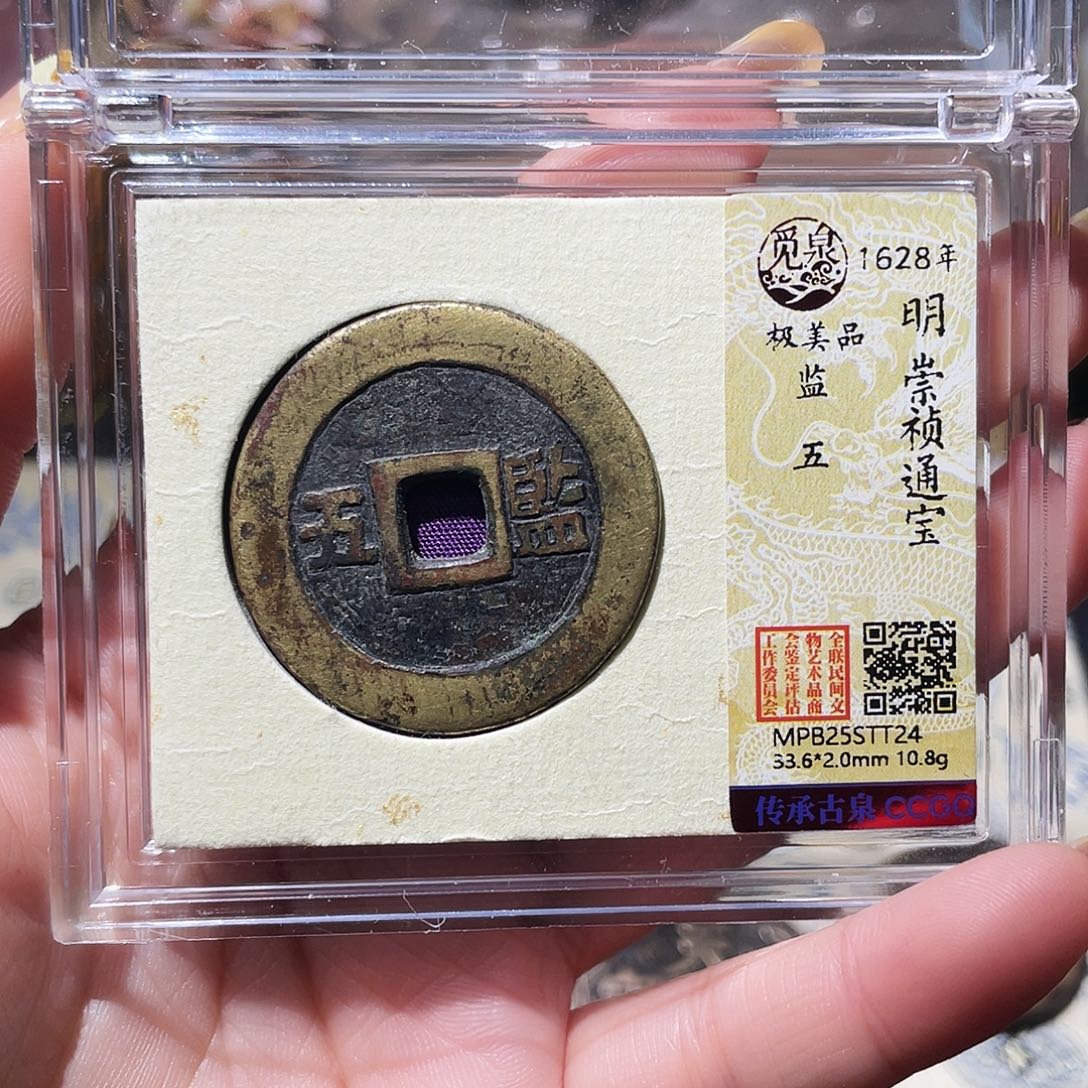 監
五
觅泉
1628年
明崇祯通宝
极美品
监五
全联民间文
物艺术品商
会鉴定评估
工作委员会
MPB25STT24
33.6*2.0mm 10.8g
传承古泉 CCGQ